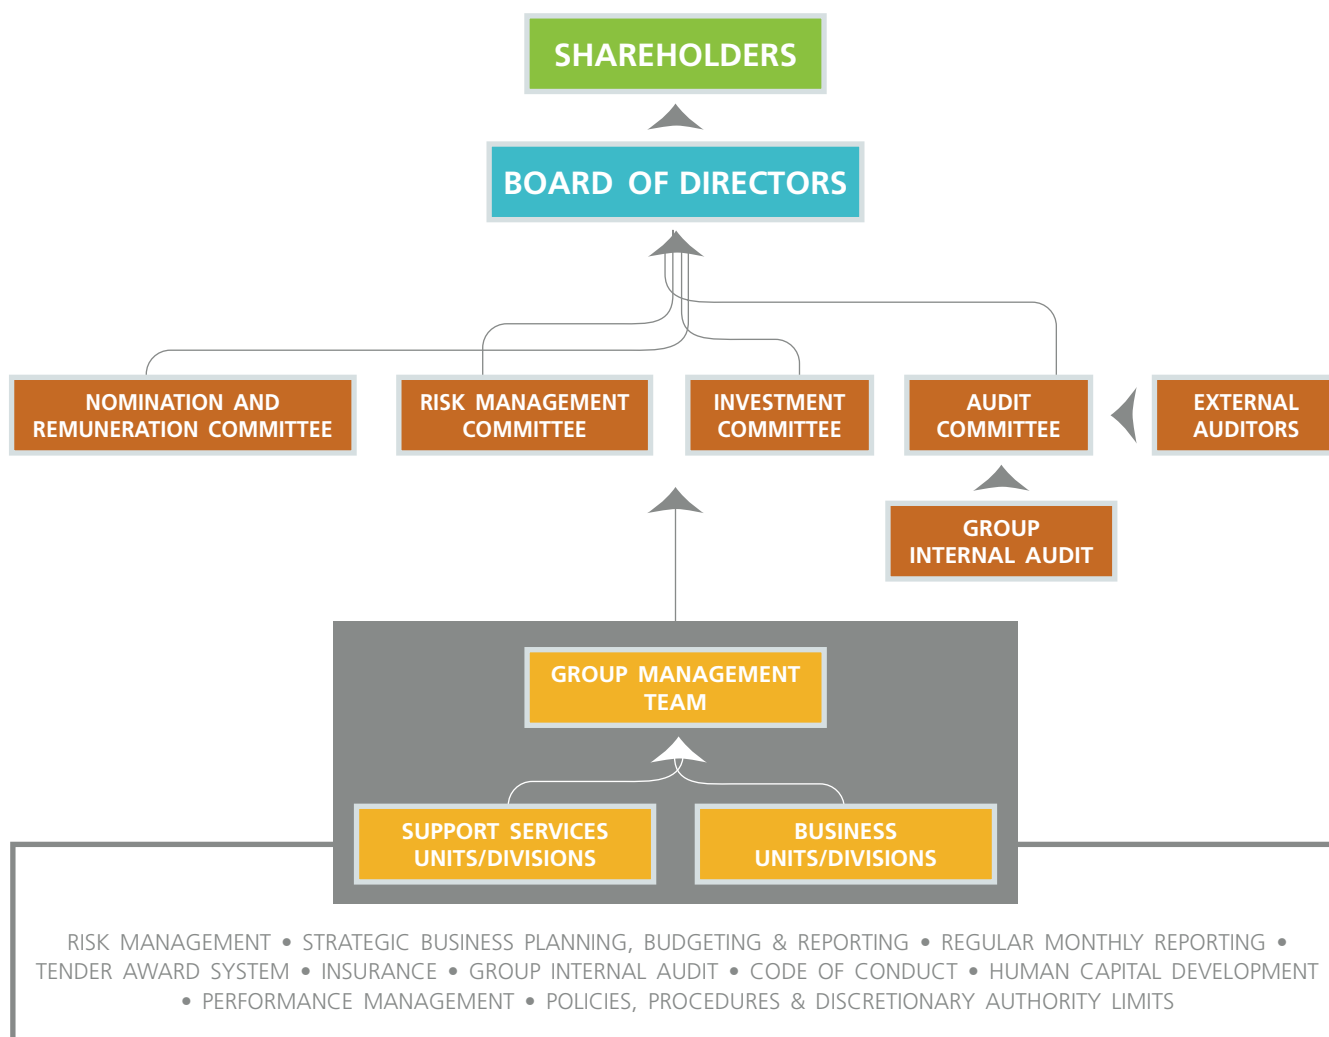 SHAREHOLDERS
BOARD OF DIRECTORS
NOMINATION AND
REMUNERATION COMMITTEE
RISK MANAGEMENT
COMMITTEE
INVESTMENT
COMMITTEE
AUDIT
COMMITTEE
EXTERNAL
AUDITORS
GROUP
INTERNAL AUDIT
GROUP MANAGEMENT
TEAM
SUPPORT SERVICES
UNITS/DIVISIONS
BUSINESS
UNITS/DIVISIONS
RISK MANAGEMENT • STRATEGIC BUSINESS PLANNING, BUDGETING & REPORTING • REGULAR MONTHLY REPORTING •
TENDER AWARD SYSTEM • INSURANCE • GROUP INTERNAL AUDIT • CODE OF CONDUCT • HUMAN CAPITAL DEVELOPMENT
• PERFORMANCE MANAGEMENT • POLICIES, PROCEDURES & DISCRETIONARY AUTHORITY LIMITS